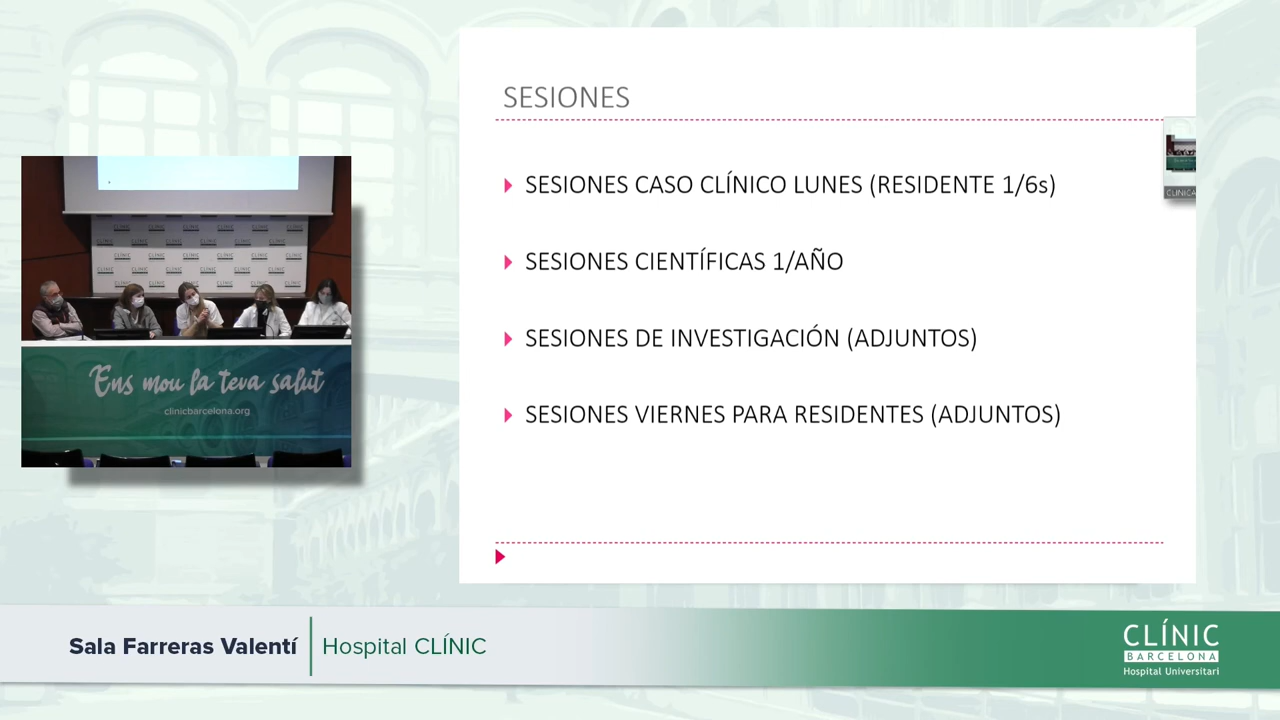 SESIONES
SESIONES CASO CLÍNICO LUNES (RESIDENTE 1/6s)
SESIONES CIENTÍFICAS 1/AÑO
SESIONES DE INVESTIGACIÓN (ADJUNTOS)
SESIONES VIERNES PARA RESIDENTES (ADJUNTOS)
CLÍNIC
Ens mou la teva salut
clinicbarcelona.org
Sala Farreras Valentí
Hospital CLÍNIC
CLÍNIC
BARCELONA
Hospital Universitari